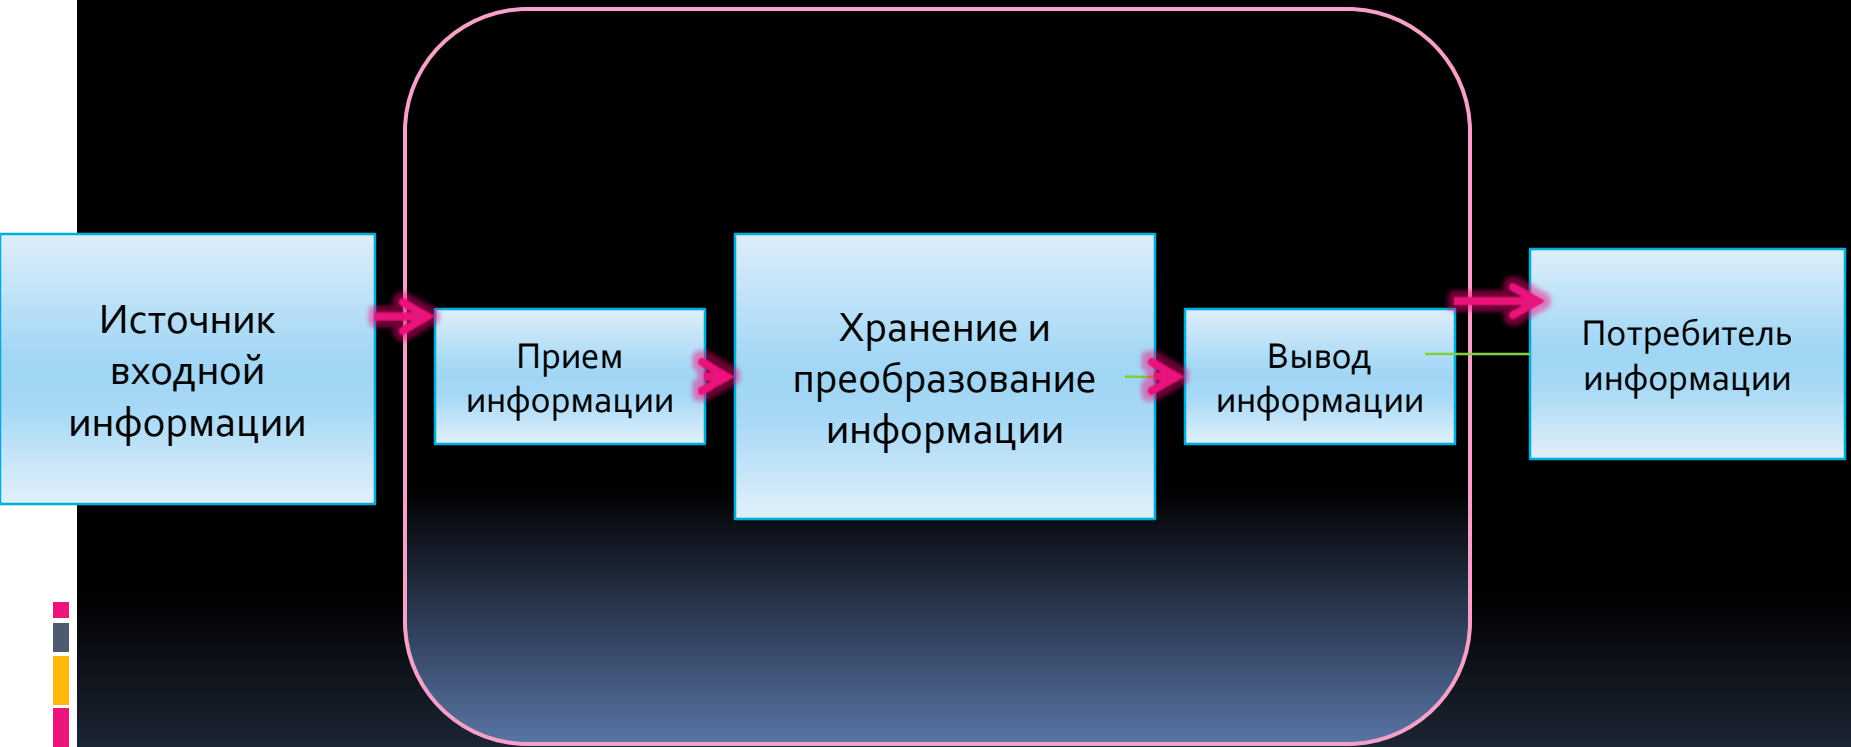 Источник
входной
информации
Прием
информации
Хранение и
преобразование
информации
Вывод
информации
Потребитель
информации